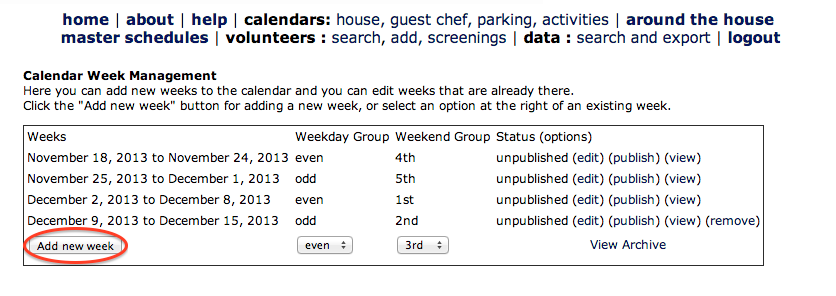 home | about | help | calendars: house, guest chef, parking, activities | around the house
master schedules | volunteers : search, add, screenings | data : search and export | logout
Calendar Week Management
Here you can add new weeks to the calendar and you can edit weeks that are already there.
Click the "Add new week" button for adding a new week, or select an option at the right of an existing week.
Weeks Weekday Group Weekend Group Status (options)
November 18, 2013 to November 24, 2013 even 4th unpublished (edit) (publish) (view)
November 25, 2013 to December 1, 2013 odd 5th unpublished (edit) (publish) (view)
December 2, 2013 to December 8, 2013 even 1st unpublished (edit) (publish) (view)
December 9, 2013 to December 15, 2013 odd 2nd unpublished (edit) (publish) (view) (remove)
Add new week even 3rd View Archive